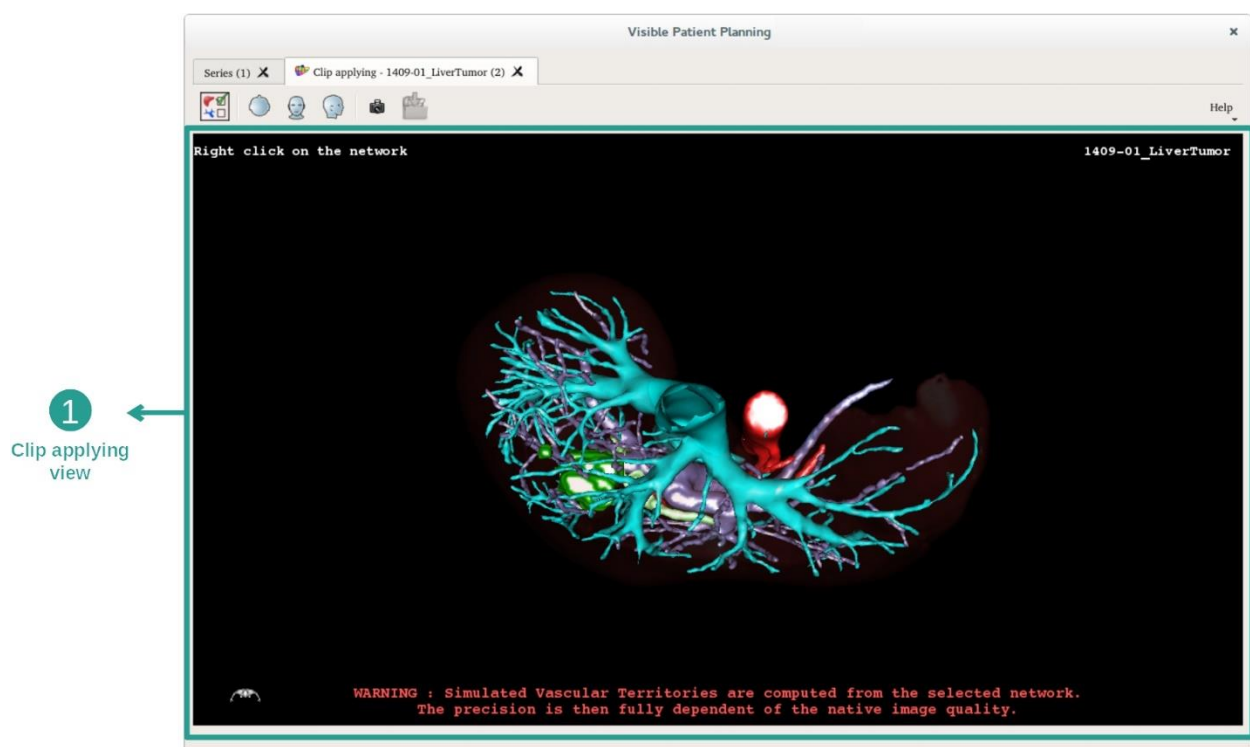 Visible Patient Planning
Series (1)
Clip applying - 1409-01_LiverTumor (2)
Help
Right click on the network
1409-01_LiverTumor
1
Clip applying
view
WARNING : Simulated Vascular Territories are computed from the selected network.
The precision is then fully dependent of the native image quality.